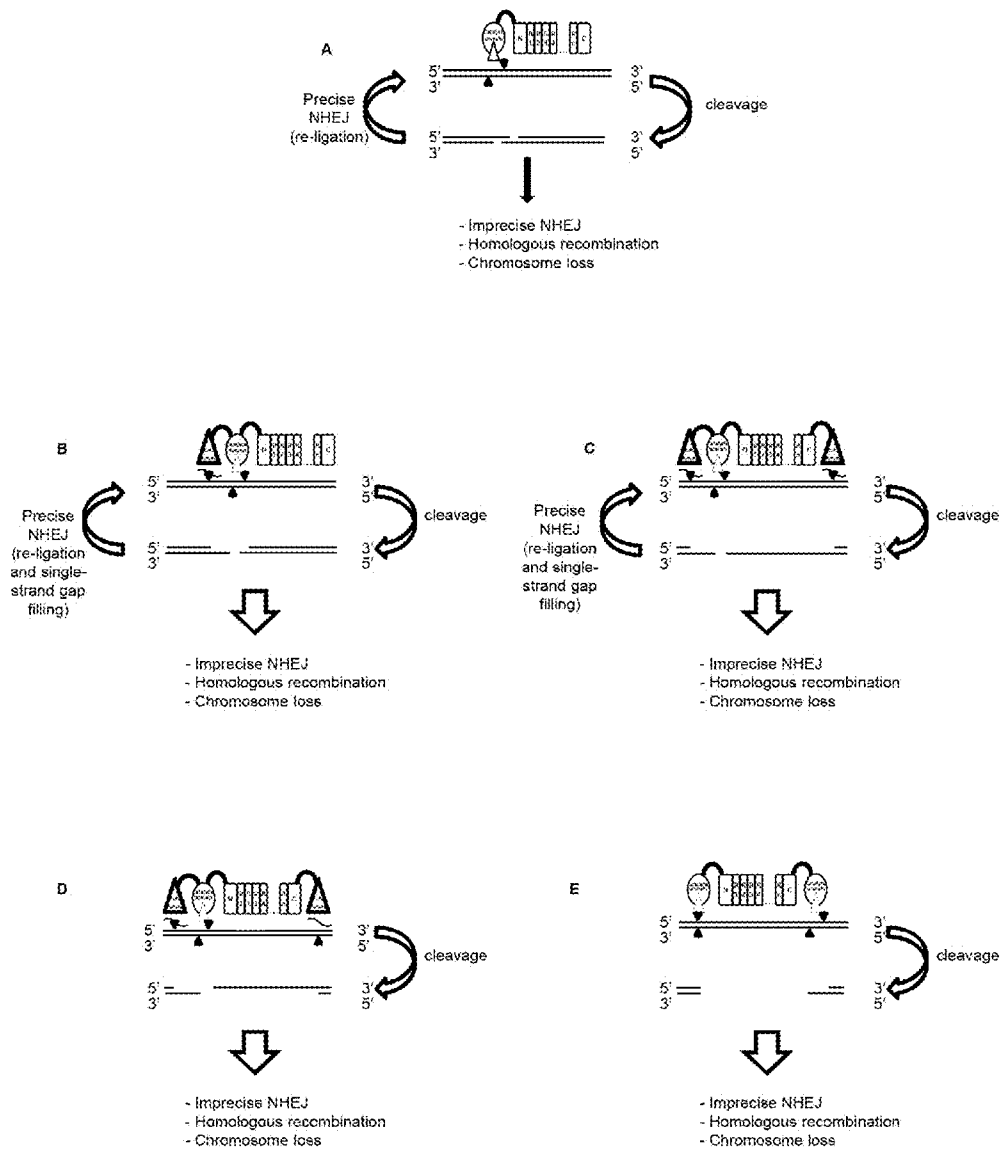 A
5' 3'
3' 5'
Precise
NHEJ
(re-ligation)
cleavage
5' 3'
3' 5'
- Imprecise NHEJ
- Homologous recombination
- Chromosome loss
B
5' 3'
3' 5'
Precise
NHEJ
(re-ligation
and single-
strand gap
filling)
cleavage
5' 3'
3' 5'
- Imprecise NHEJ
- Homologous recombination
- Chromosome loss
C
5' 3'
3' 5'
Precise
NHEJ
(re-ligation
and single-
strand gap
filling)
cleavage
5' 3'
3' 5'
- Imprecise NHEJ
- Homologous recombination
- Chromosome loss
D
5' 3'
3' 5'
cleavage
5' 3'
3' 5'
- Imprecise NHEJ
- Homologous recombination
- Chromosome loss
E
5' 3'
3' 5'
cleavage
5' 3'
3' 5'
- Imprecise NHEJ
- Homologous recombination
- Chromosome loss